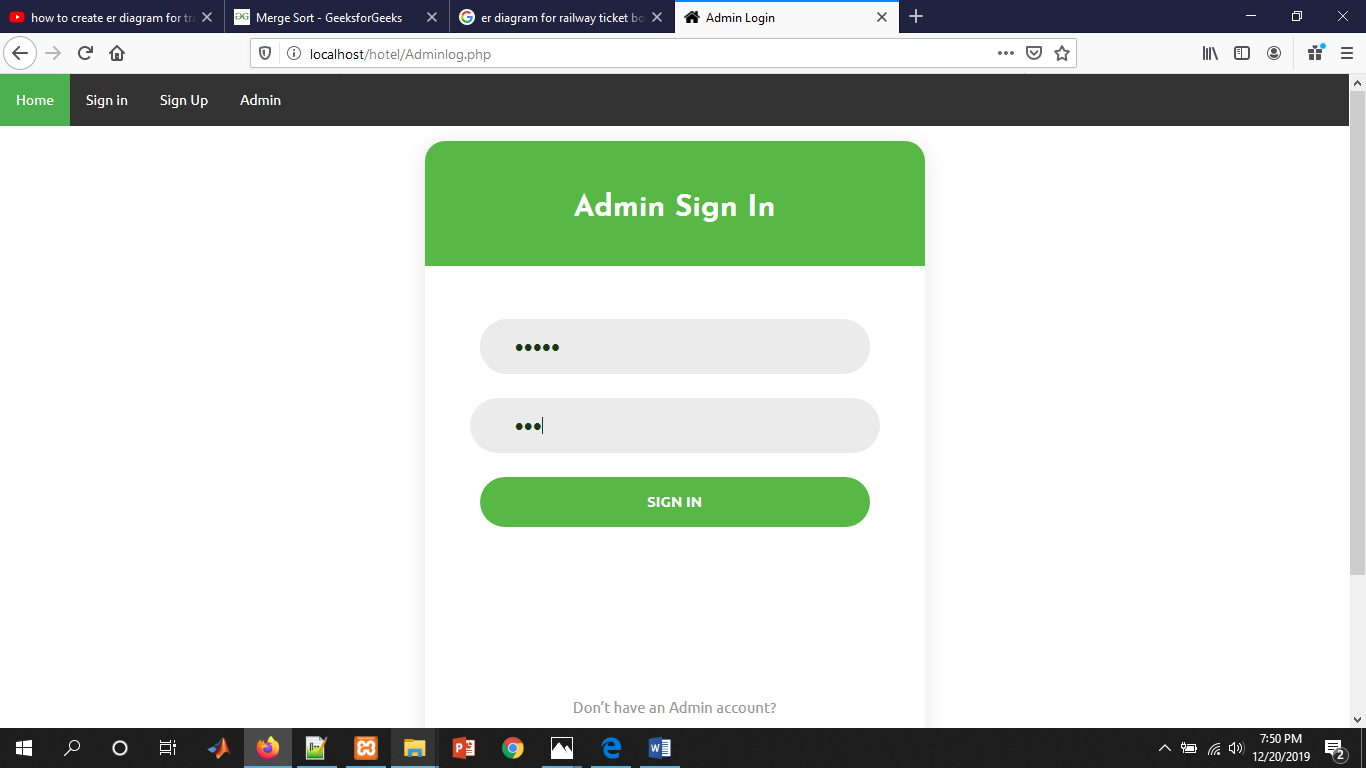 how to create er diagram for tra
Merge Sort - GeeksforGeeks
er diagram for railway ticket bo
Admin Login
localhost/hotel/Adminlog.php
Home
Sign in
Sign Up
Admin
Admin Sign In
•••••
•••
SIGN IN
Don't have an Admin account?
7:50 PM
12/20/2019
2